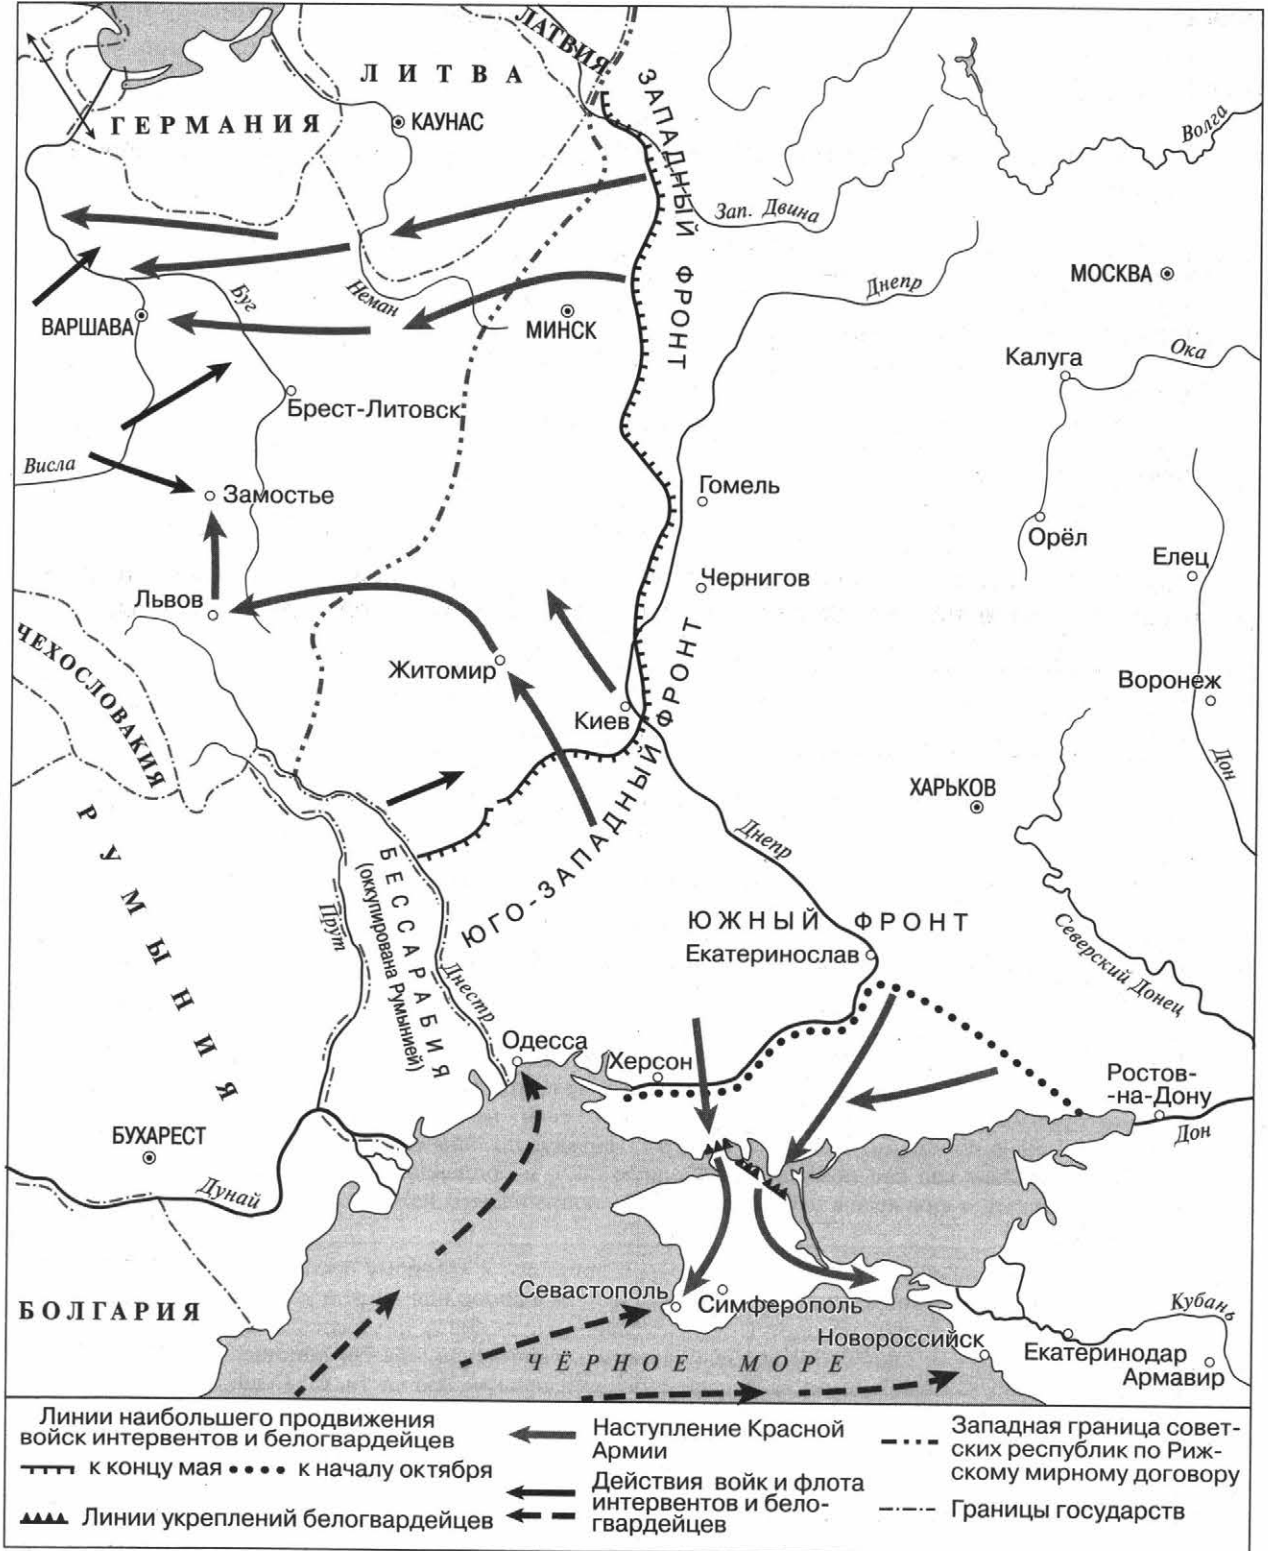 ЛАТВИЯ
ЛИТВА
ГЕРМАНИЯ
КАУНАС
ЗАПАДНЫЙ ФРОНТ
Волга
Зап. Двина
МОСКВА
Днепр
Неман
Буг
ВАРШАВА
МИНСК
Калуга
Ока
Брест-Литовск
Висла
Замостье
Гомель
Орёл
Елец
Чернигов
Львов
ЧЕХОСЛОВАКИЯ
Житомир
Киев
Воронеж
Дон
ХАРЬКОВ
РУМЫНИЯ
Днепр
ЮГО-ЗАПАДНЫЙ ФРОНТ
БЕССАРАБИЯ
(оккупирована Румынией)
Прут
Днестр
ЮЖНЫЙ ФРОНТ
Екатеринослав
Северский Донец
Одесса
Херсон
Ростов-
-на-Дону
Дон
БУХАРЕСТ
Дунай
БОЛГАРИЯ
Севастополь
Симферополь
Новороссийск
ЧЁРНОЕ МОРЕ
Кубань
Екатеринодар
Армавир
Линии наибольшего продвижения
войск интервентов и белогвардейцев
к концу мая
к началу октября
Линии укреплений белогвардейцев
Наступление Красной
Армии
Действия войк и флота
интервентов и бело-
гвардейцев
Западная граница совет-
ских республик по Риж-
скому мирному договору
Границы государств